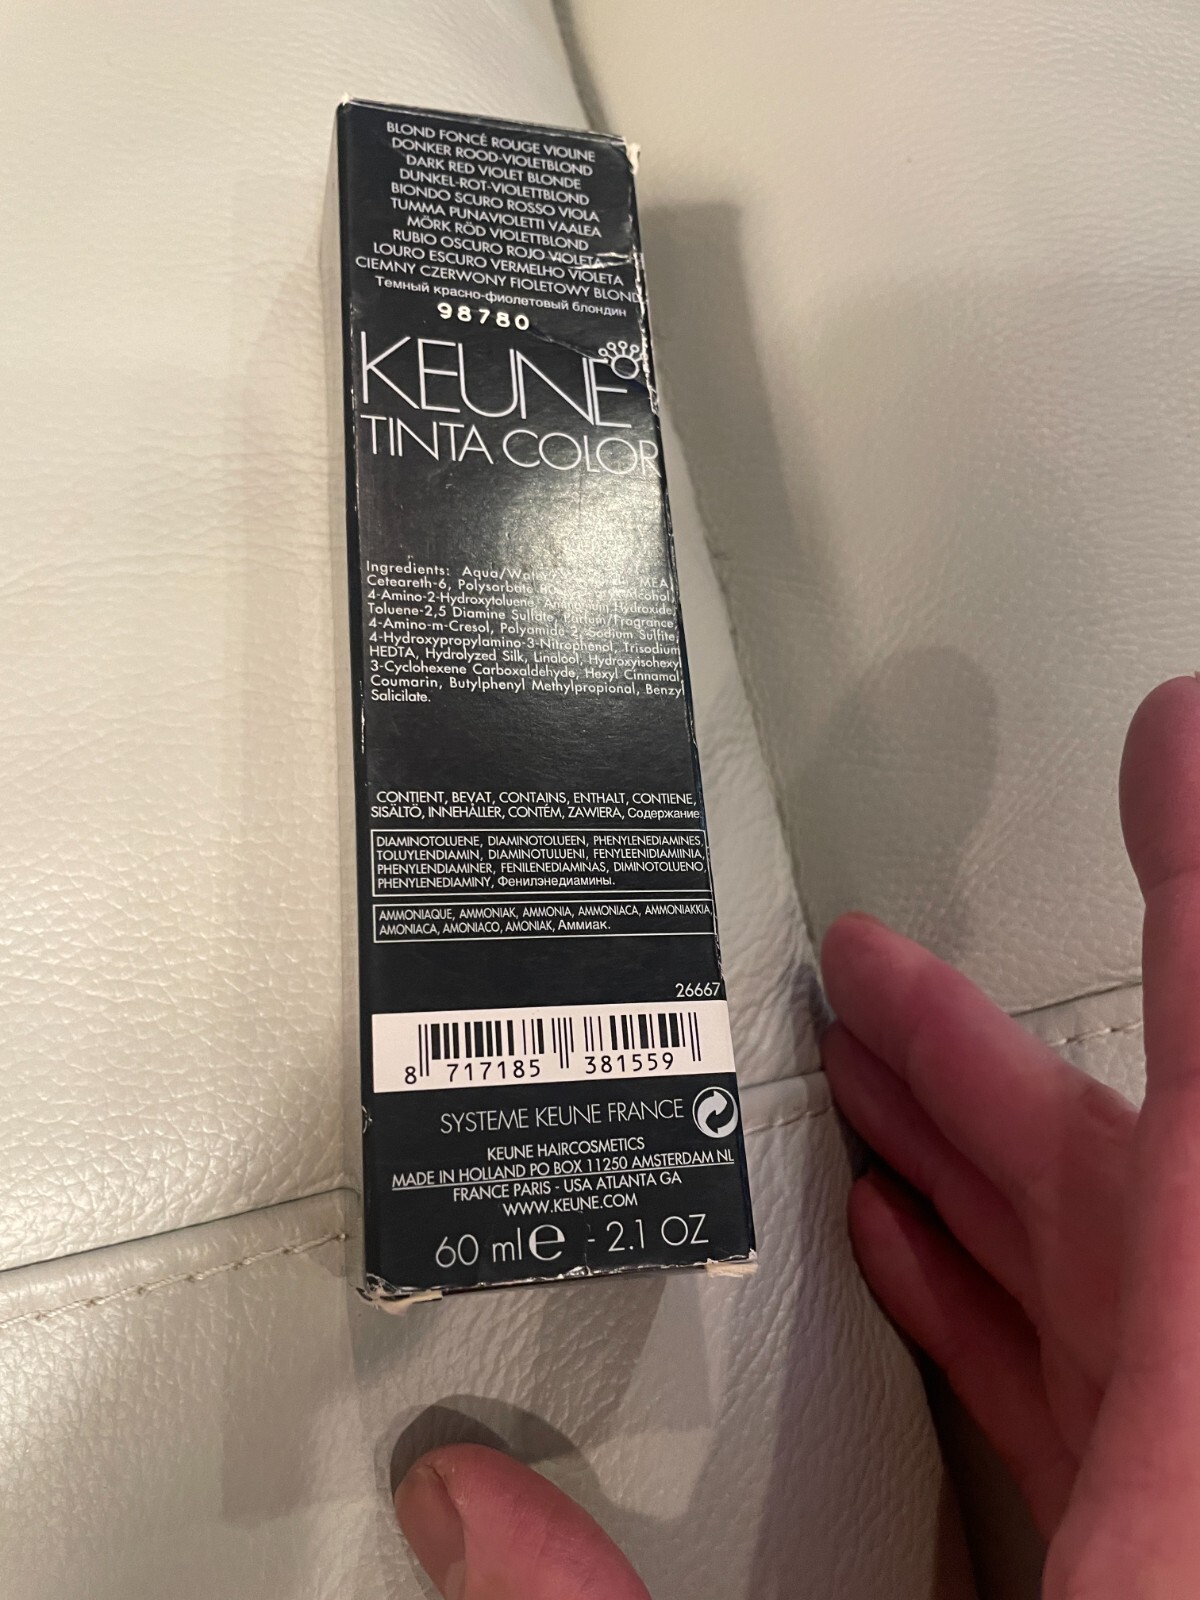 BLOND FONCÉ ROUGE VIOLINE
DONKER ROOD-VIOLETBLOND
DARK RED VIOLET BLONDE
DUNKEL-ROT-VIOLETTBLOND
BIONDO SCURO ROSSO VIOLA
TUMMA PUNAVIOLETTI VAALEA
MÖRK RÖD VIOLETTBLOND
RUBIO OSCURO ROJO VIOLETA
LOURO ESCURO VERMELHO VIOLETA
CIEMNY CZERWONY FIOLETOWY BLOND
Темный красно-фиолетовый блондин
98780
KEUNE
TINTA COLOR
Ingredients: Aqua/Water, MEA,
Ceteareth-6, Polysorbate Alcohol,
4-Amino-2-Hydroxytoluene, Ammonium Hydroxide,
Toluene-2,5 Diamine Sulfate, Parfum/Fragrance,
4-Amino-m-Cresol, Polyamide-2, Sodium Sulfite,
4-Hydroxypropylamino-3-Nitrophenol, Trisodium
HEDTA, Hydrolyzed Silk, Linalool, Hydroxyisohexyl
3-Cyclohexene Carboxaldehyde, Hexyl Cinnamal,
Coumarin, Butylphenyl Methylpropional, Benzyl
Salicilate.
CONTIENT, BEVAT, CONTAINS, ENTHALT, CONTIENE,
SISÄLTÖ, INNEHÅLLER, CONTÉM, ZAWIERA, Содержание
DIAMINOTOLUENE, DIAMINOTOLUEEN, PHENYLENEDIAMINES,
TOLUYLENDIAMIN, DIAMINOTULUENI, FENYLEENIDIAMIINIA,
PHENYLENDIAMINER, FENILENEDIAMINAS, DIMINOTOLUENO,
PHENYLENEDIAMINY, Фенилэнедиамины.
AMMONIAQUE, AMMONIAK, AMMONIA, AMMONIACA, AMMONIAKKIA,
AMONIACA, AMONIACO, AMONIAK, Аммиак.
26667
8 717185 381559
SYSTEME KEUNE FRANCE
KEUNE HAIRCOSMETICS
MADE IN HOLLAND PO BOX 11250 AMSTERDAM NL
FRANCE PARIS - USA ATLANTA GA
WWW.KEUNE.COM
60 ml e - 2.1 OZ